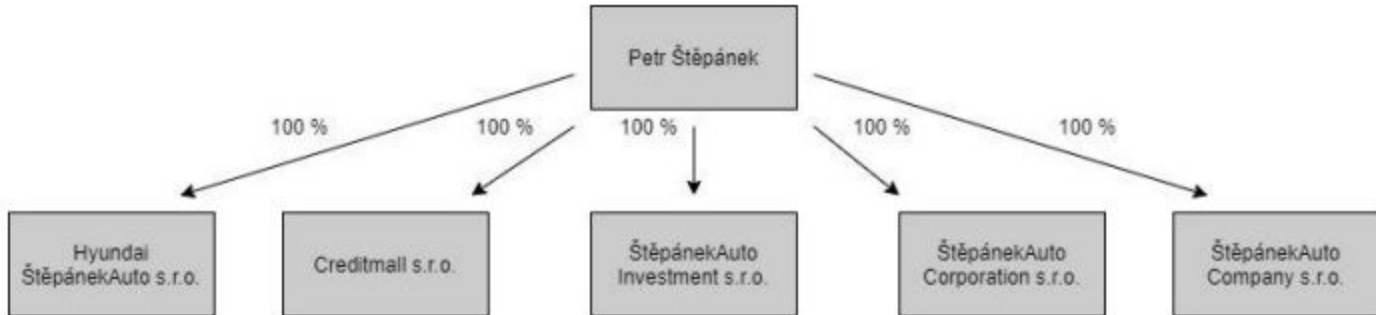 Petr Štěpánek
100 %
100 %
100 %
100 %
100 %
Hyundai
ŠtěpánekAuto s.r.o.
Creditmall s.r.o.
ŠtěpánekAuto
Investment s.r.o.
ŠtěpánekAuto
Corporation s.r.o.
ŠtěpánekAuto
Company s.r.o.